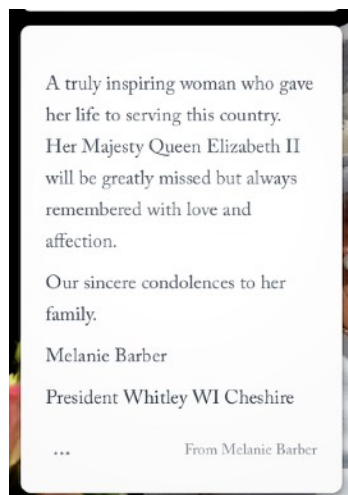 A truly inspiring woman who gave
her life to serving this country.
Her Majesty Queen Elizabeth II
will be greatly missed but always
remembered with love and
affection.
Our sincere condolences to her
family.
Melanie Barber
President Whitley WI Cheshire
...
From Melanie Barber